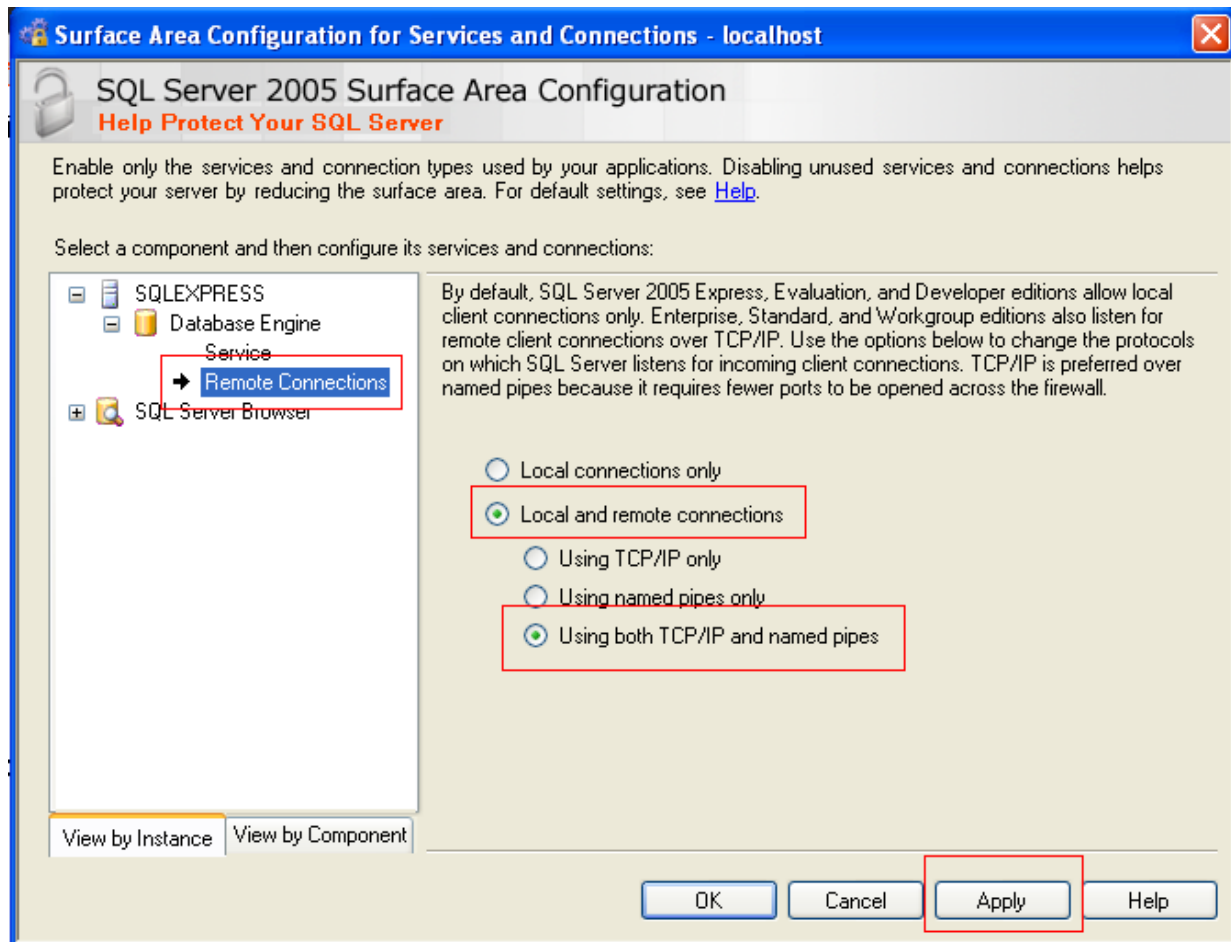 Surface Area Configuration for Services and Connections - localhost
SQL Server 2005 Surface Area Configuration
Help Protect Your SQL Server
Enable only the services and connection types used by your applications. Disabling unused services and connections helps
protect your server by reducing the surface area. For default settings, see Help.
Select a component and then configure its services and connections:
SQLEXPRESS
Database Engine
Service
Remote Connections
SQL Server Browser
View by Instance
View by Component
By default, SQL Server 2005 Express, Evaluation, and Developer editions allow local
client connections only. Enterprise, Standard, and Workgroup editions also listen for
remote client connections over TCP/IP. Use the options below to change the protocols
on which SQL Server listens for incoming client connections. TCP/IP is preferred over
named pipes because it requires fewer ports to be opened across the firewall.
Local connections only
Local and remote connections
Using TCP/IP only
Using named pipes only
Using both TCP/IP and named pipes
OK
Cancel
Apply
Help